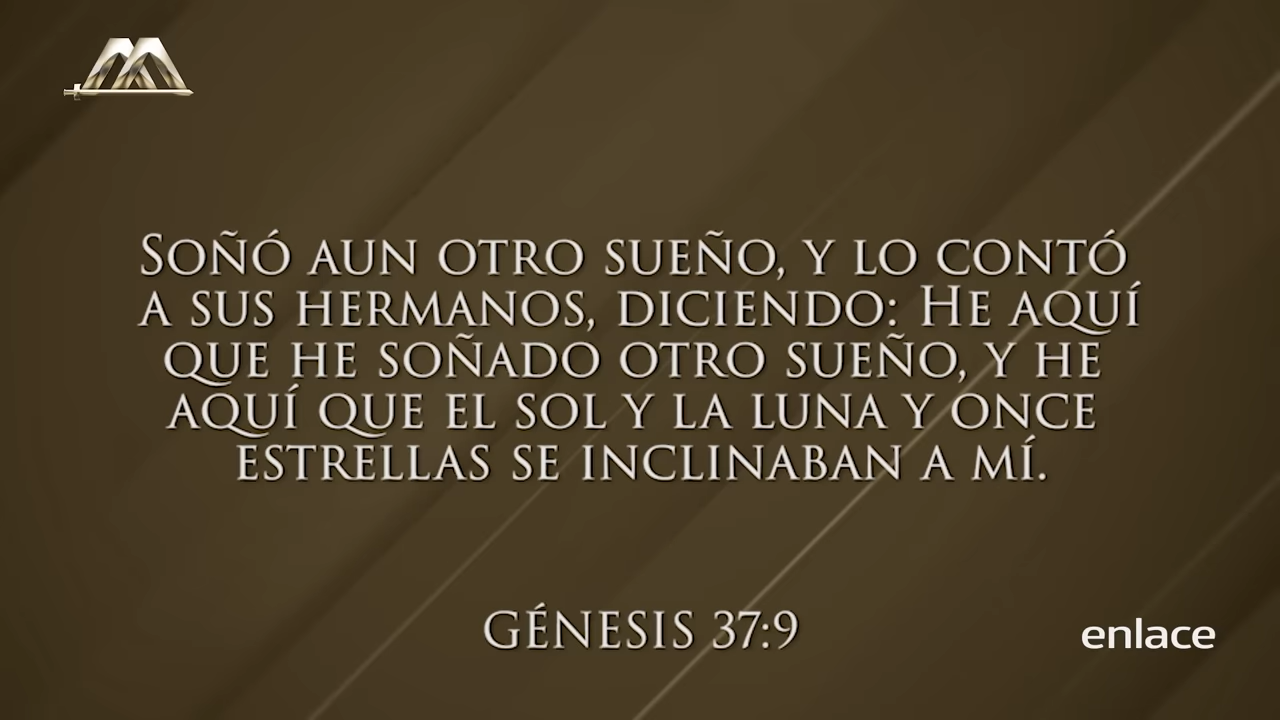 Soñó aun otro sueño, y lo contó
a sus hermanos, diciendo: He aquí
que he soñado otro sueño, y he
aquí que el sol y la luna y once
estrellas se inclinaban a mí.
GÉNESIS 37:9
enlace